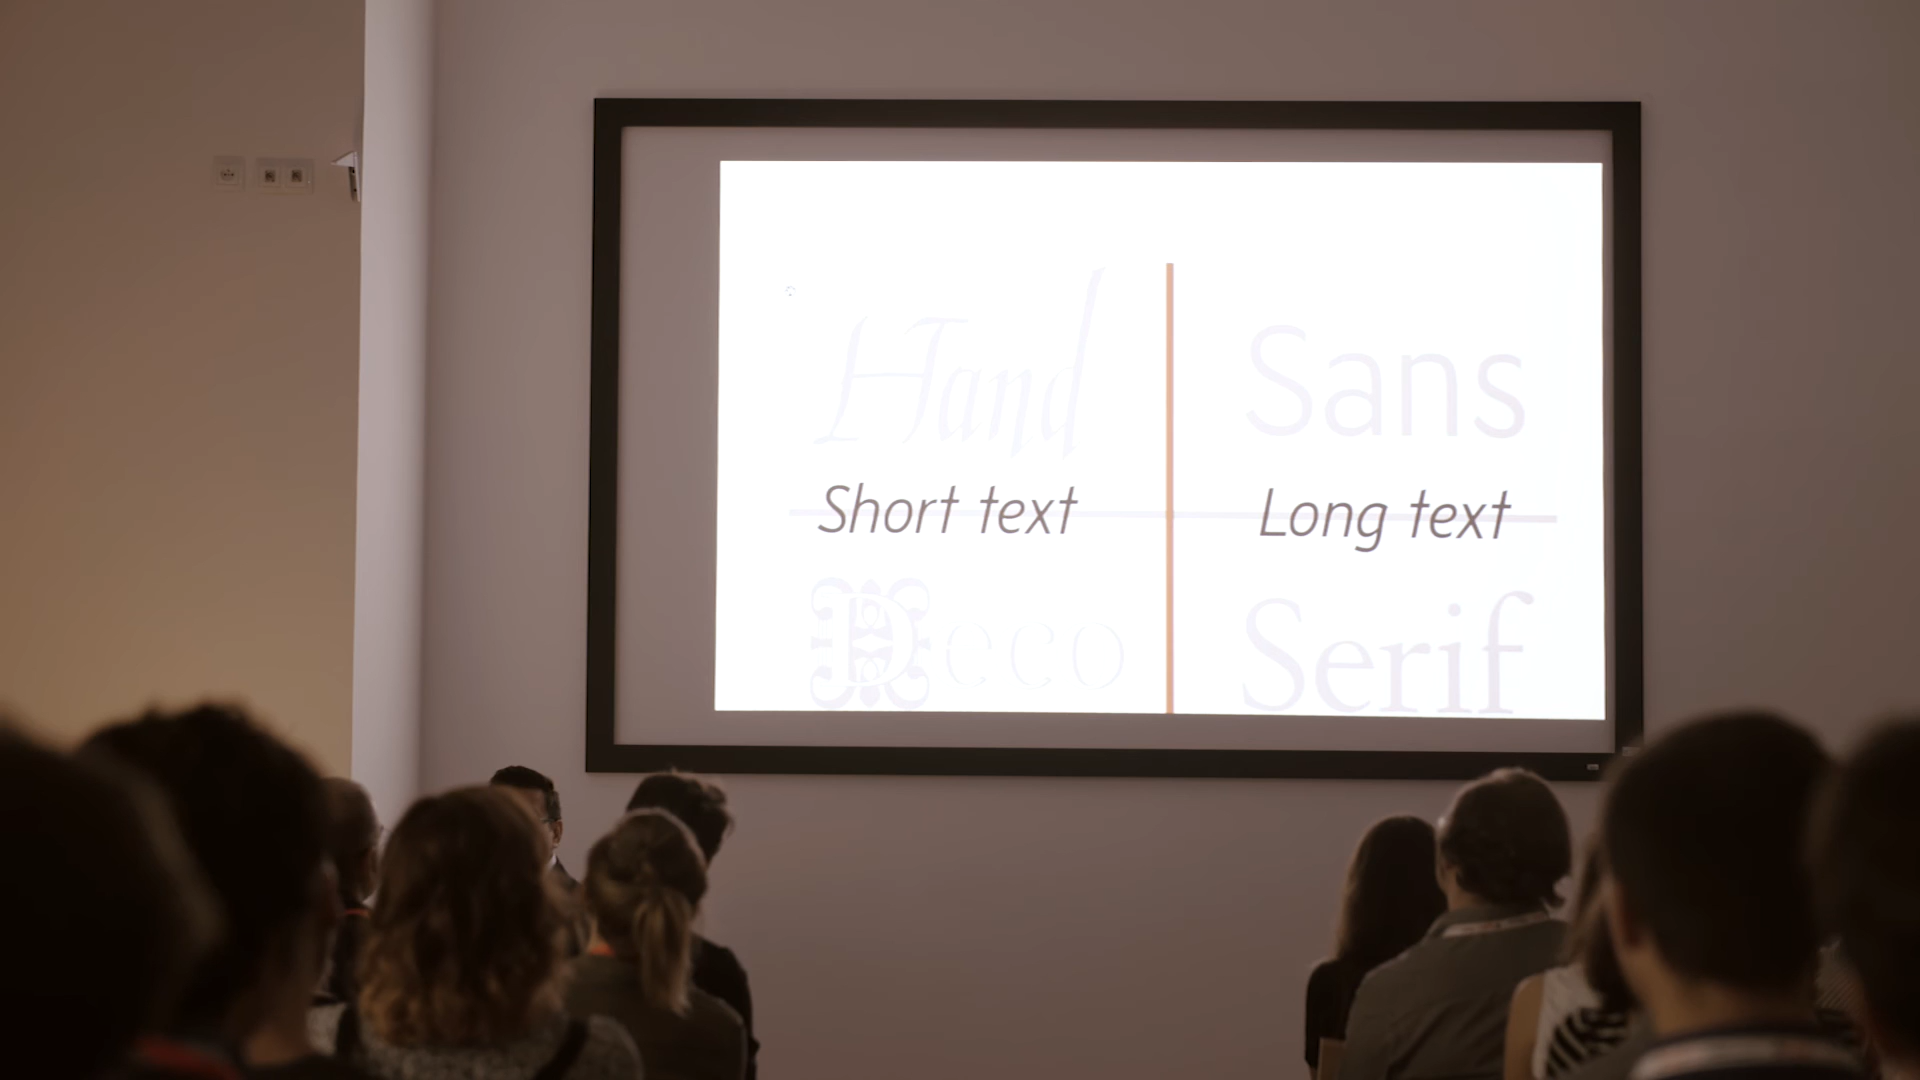 Hand
Sans
Short text
Long text
Deco
Serif